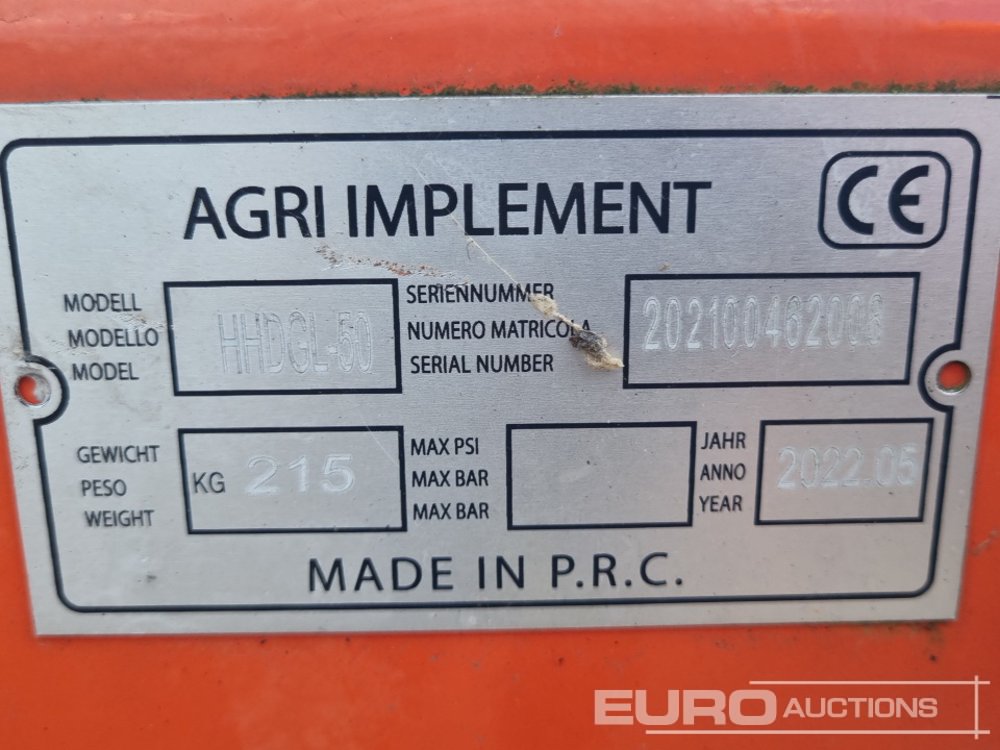 AGRI IMPLEMENT
CE
MODELL
MODELLO
MODEL
HHDGL 50
SERIENNUMMER
NUMERO MATRICOLA
SERIAL NUMBER
GEWICHT
PESO
WEIGHT
KG 215
MAX PSI
MAX BAR
MAX BAR
JAHR
ANNO
YEAR
2022.05
MADE IN P.R.C.
EURO AUCTIONS